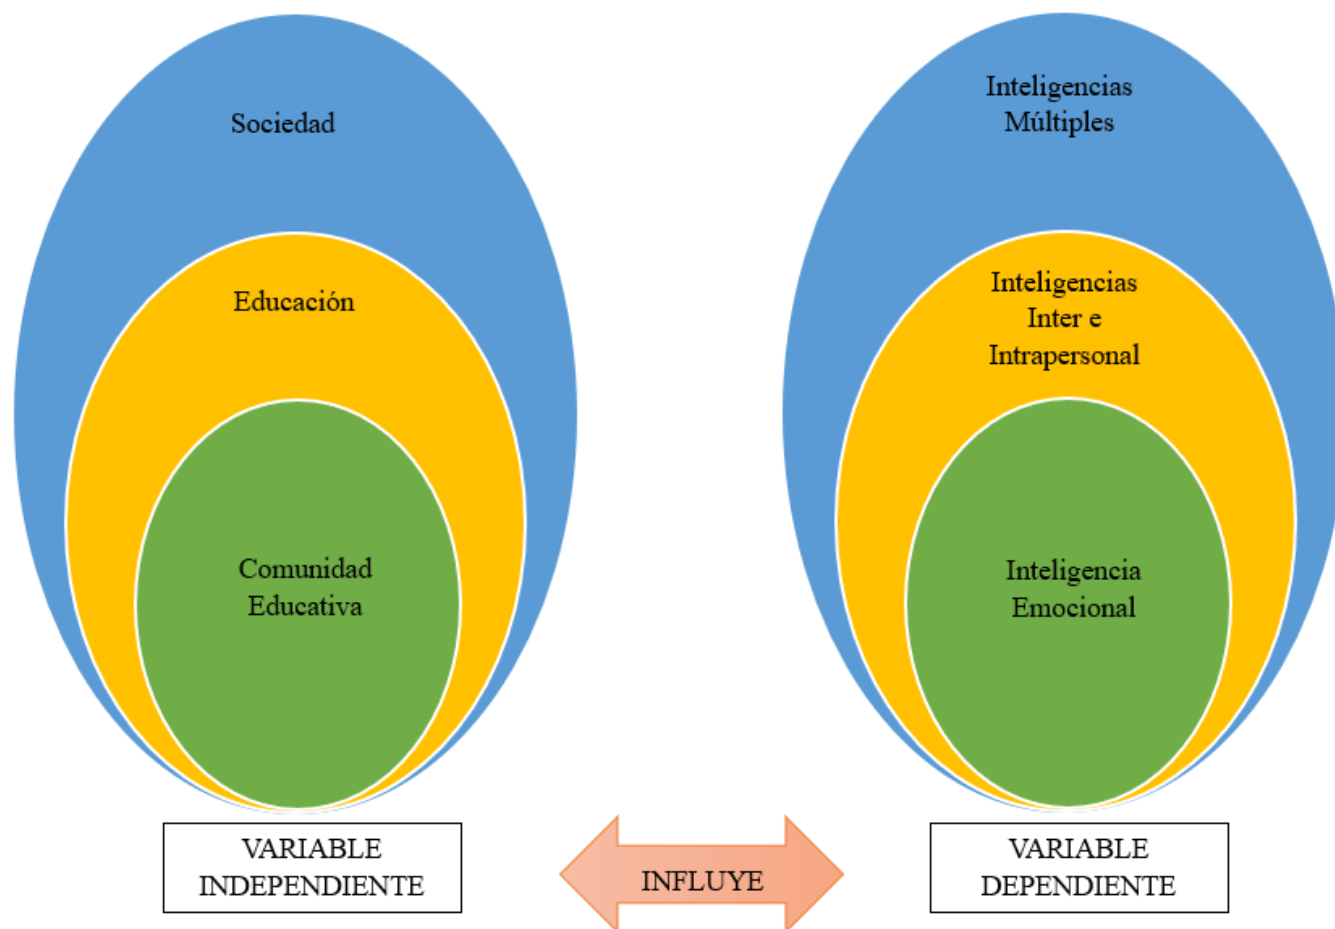 Sociedad
Educación
Comunidad
Educativa
VARIABLE
INDEPENDIENTE
INFLUYE
Inteligencias
Múltiples
Inteligencias
Inter e
Intrapersonal
Inteligencia
Emocional
VARIABLE
DEPENDIENTE